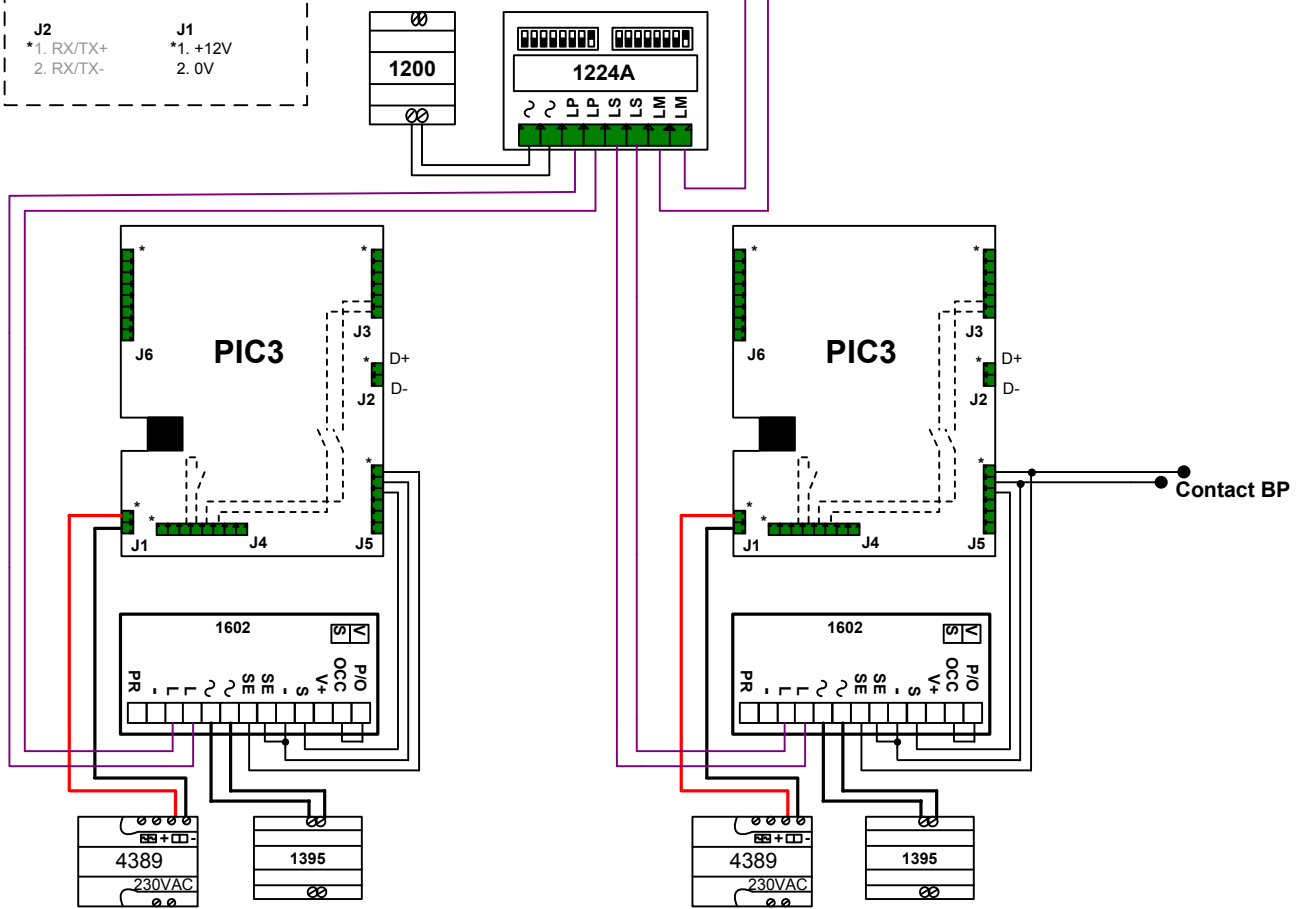 J2 J1
*1. RX/TX+ *1. +12V
2. RX/TX- 2. 0V
1200
1224A
~ ~ LP LP LS LS LM LM
* *
J3
J6 PIC3
* D+
J2 D-
*
*
* J1 J4 J5
* *
J3
J6 PIC3
* D+
J2 D-
*
Contact BP
*
* J1 J4 J5
1602 S V
PR - L L ~ ~ SE SE - S V+ OCC P/O
1602 S V
PR - L L ~ ~ SE SE - S V+ OCC P/O
+ -
4389
230VAC
1395
+ -
4389
230VAC
1395